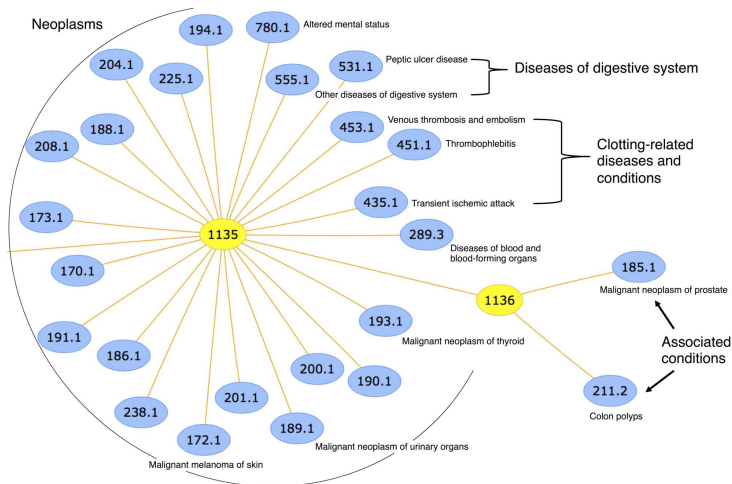 Neoplasms
194.1
780.1
Altered mental status
204.1
225.1
555.1
531.1
Peptic ulcer disease
Other diseases of digestive system
Diseases of digestive system
208.1
188.1
453.1
Venous thrombosis and embolism
451.1
Thrombophlebitis
Clotting-related
diseases and
conditions
435.1
Transient ischemic attack
173.1
1135
289.3
Diseases of blood and
blood-forming organs
170.1
185.1
Malignant neoplasm of prostate
1136
193.1
Malignant neoplasm of thyroid
191.1
186.1
Associated
conditions
200.1
190.1
211.2
Colon polyps
238.1
201.1
172.1
189.1
Malignant neoplasm of urinary organs
Malignant melanoma of skin